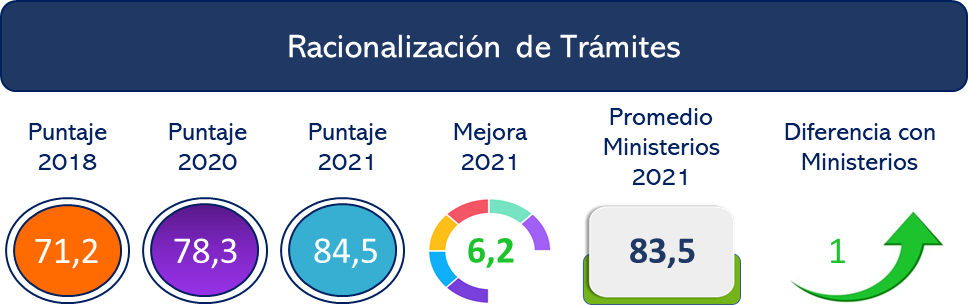 Racionalización de Trámites
Puntaje
2018
Puntaje
2020
Puntaje
2021
Mejora
2021
Promedio
Ministerios
2021
Diferencia con
Ministerios
71,2
78,3
84,5
6,2
83,5
1